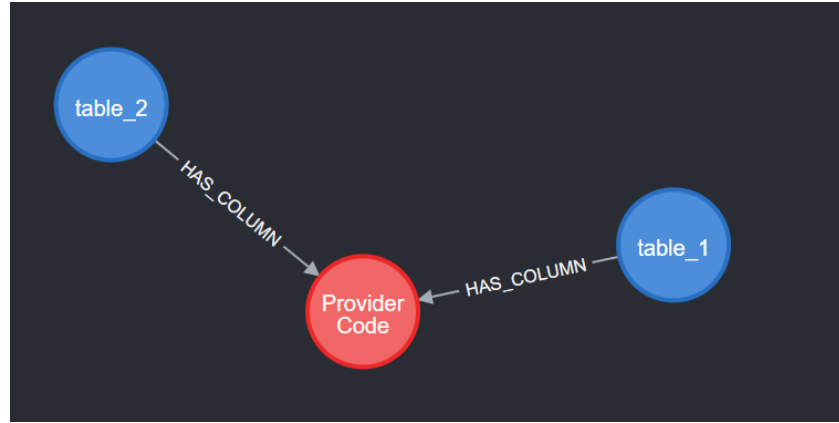 table_2
HAS_COLUMN
table_1
HAS_COLUMN
Provider
Code